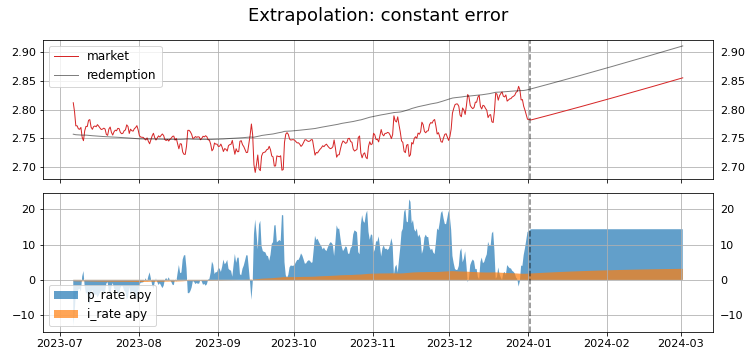 Extrapolation: constant error
2.90 2.90
market
redemption
2.85 2.85
2.80 2.80
2.75 2.75
2.70 2.70
20 20
10 10
0 0
p_rate apy
i_rate apy
−10 −10
2023-07 2023-08 2023-09 2023-10 2023-11 2023-12 2024-01 2024-02 2024-03